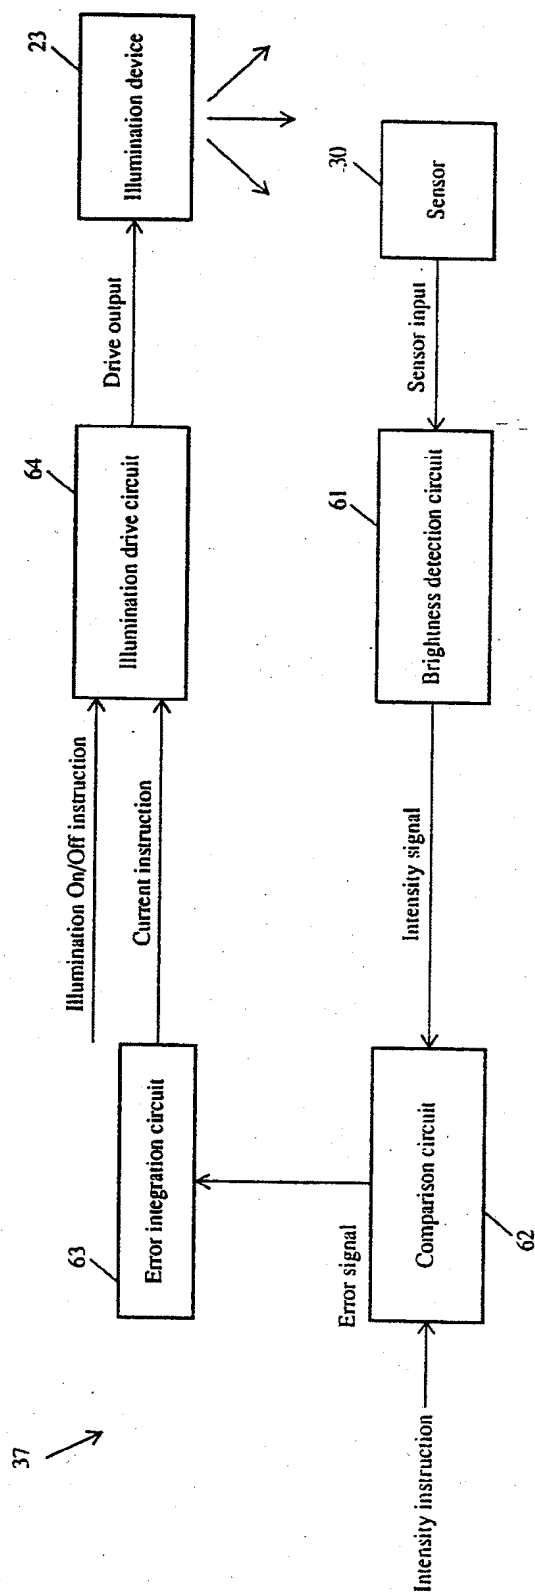 37
63
Error integration circuit
Illumination On/Off instruction
Current instruction
64
Illumination drive circuit
Drive output
23
Illumination device
Intensity instruction
Error signal
Comparison circuit
62
Intensity signal
61
Brightness detection circuit
Sensor input
30
Sensor